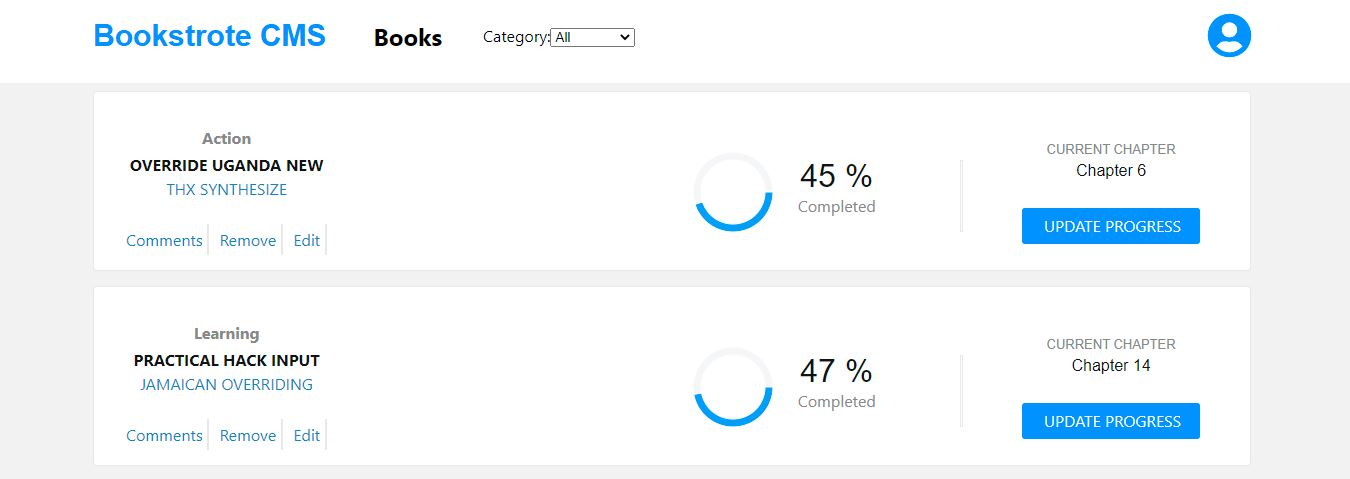 Bookstrote CMS Books Category: All
Action
OVERRIDE UGANDA NEW
THX SYNTHESIZE
Comments Remove Edit
45 %
Completed
CURRENT CHAPTER
Chapter 6
UPDATE PROGRESS
Learning
PRACTICAL HACK INPUT
JAMAICAN OVERRIDING
Comments Remove Edit
47 %
Completed
CURRENT CHAPTER
Chapter 14
UPDATE PROGRESS